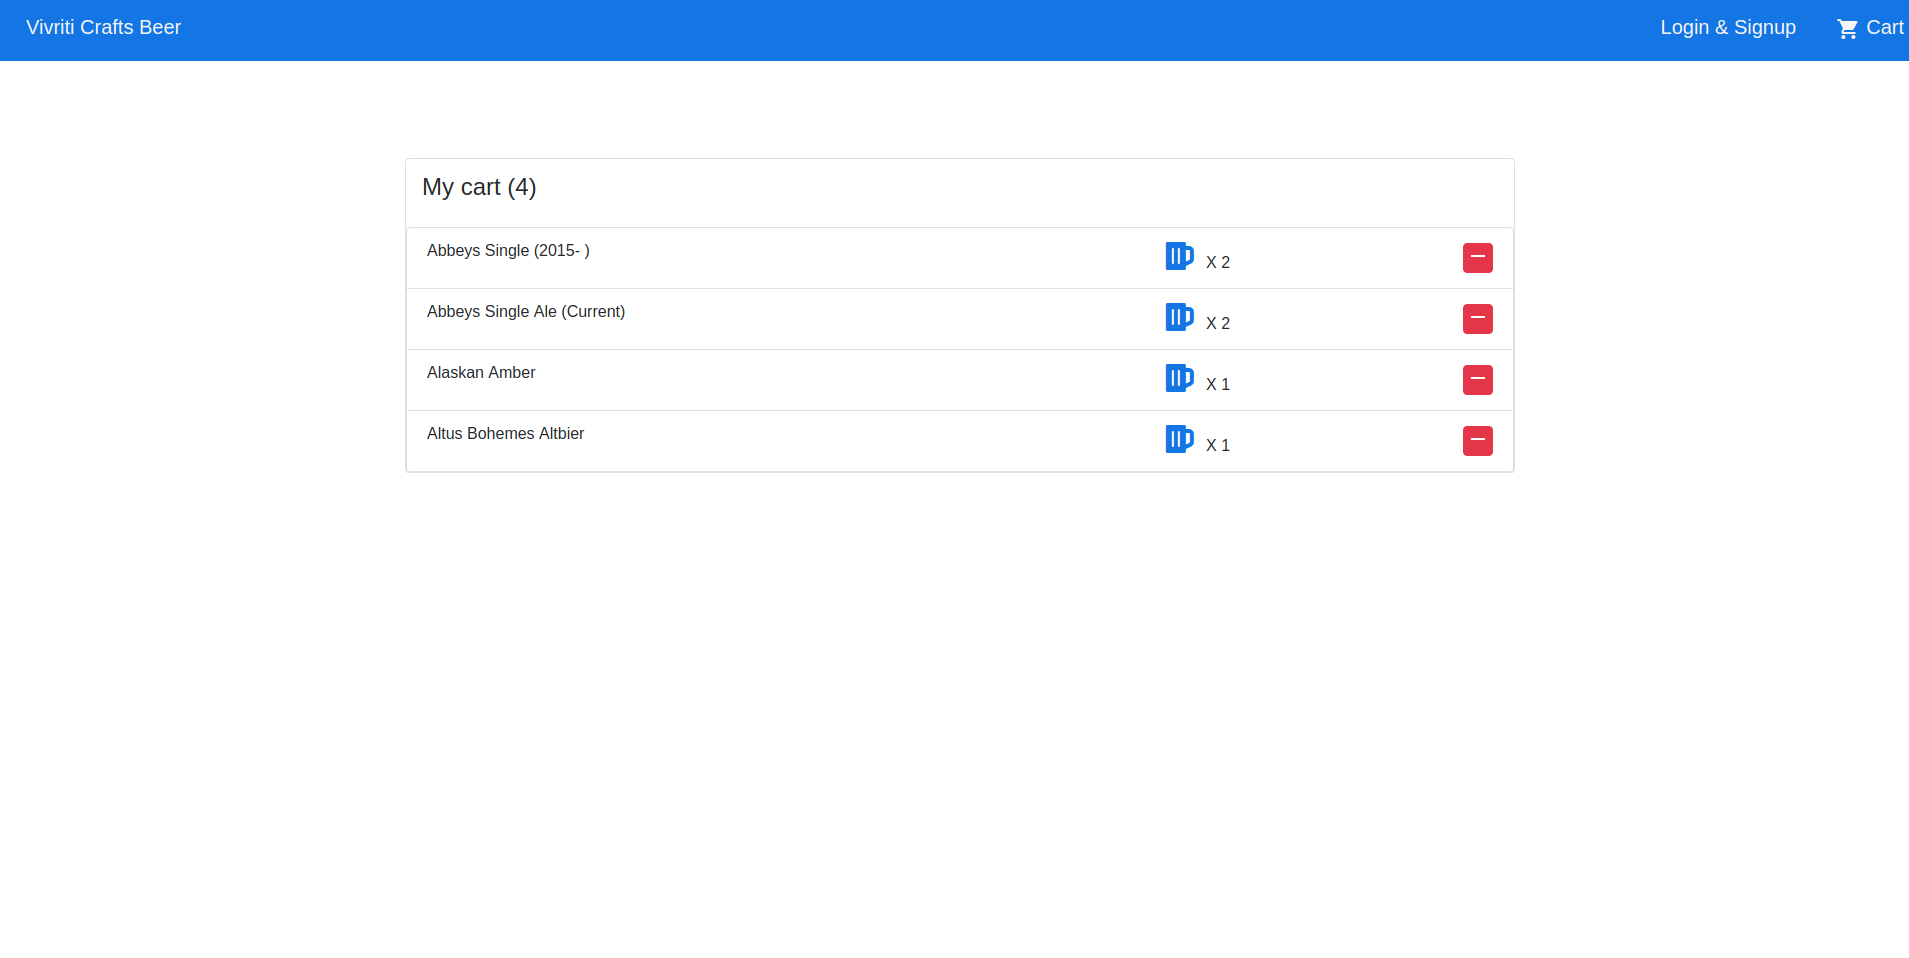 Vivriti Crafts Beer Login & Signup Cart
My cart (4)
Abbeys Single (2015- ) X 2
Abbeys Single Ale (Current) X 2
Alaskan Amber X 1
Altus Bohemes Altbier X 1